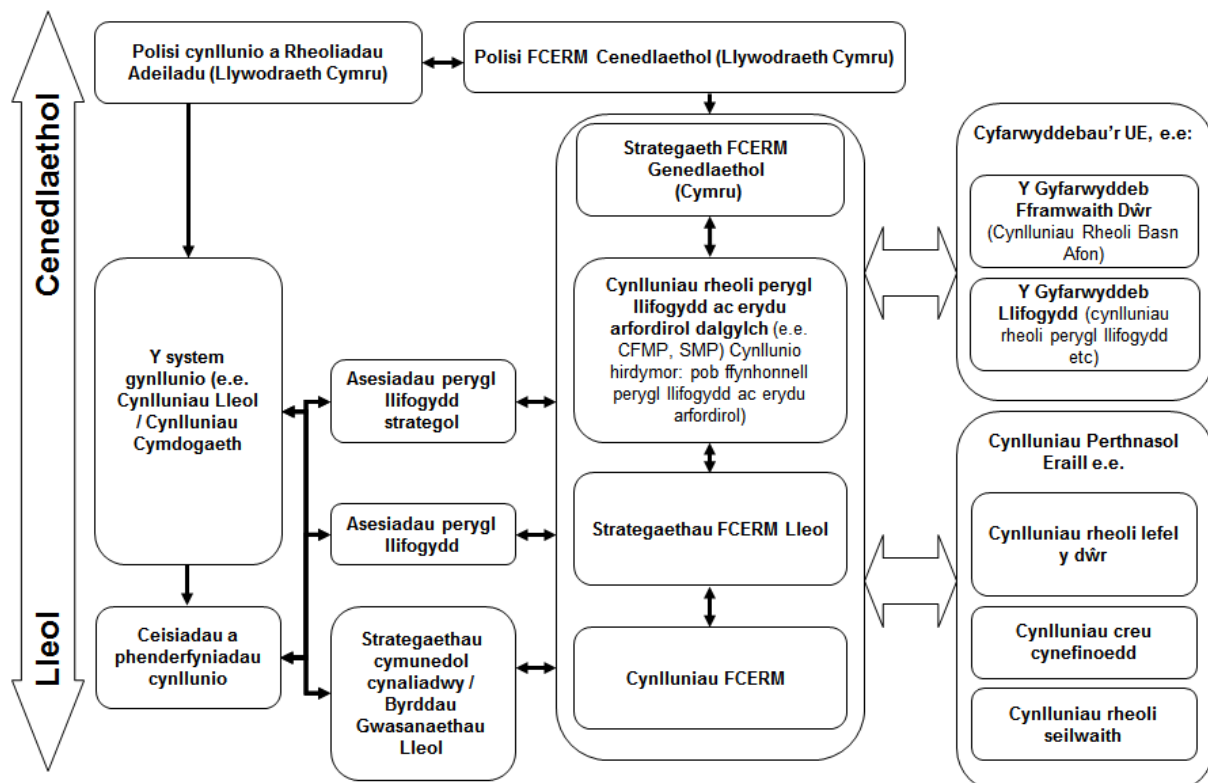 Cenedlaethol
Lleol
Polisi cynllunio a Rheoliadau
Adeiladu (Llywodraeth Cymru)
Polisi FCERM Cenedlaethol (Llywodraeth Cymru)
Y system
gynllunio (e.e.
Cynlluniau Lleol
/ Cynlluniau
Cymdogaeth
Ceisiadau a
phenderfyniadau
cynllunio
Asesiadau perygl
llifogydd
strategol
Asesiadau perygl
llifogydd
Strategaethau
cymunedol
cynaliadwy /
Byrddau
Gwasanaethau
Lleol
Strategaeth FCERM
Genedlaethol
(Cymru)
Cynlluniau rheoli perygl
llifogydd ac erydu
arfordirol dalgylch (e.e.
CFMP, SMP) Cynllunio
hirdymor: pob ffynhonnell
perygl llifogydd ac erydu
arfordirol)
Strategaethau FCERM Lleol
Cynlluniau FCERM
Cyfarwyddebau'r UE, e.e:
Y Gyfarwyddeb
Fframwaith Dŵr
(Cynlluniau Rheoli Basn
Afon)
Y Gyfarwyddeb
Llifogydd (cynlluniau
rheoli perygl llifogydd
etc)
Cynlluniau Perthnasol
Eraill e.e.
Cynlluniau rheoli lefel
y dŵr
Cynlluniau creu
cynefinoedd
Cynlluniau rheoli
seilwaith